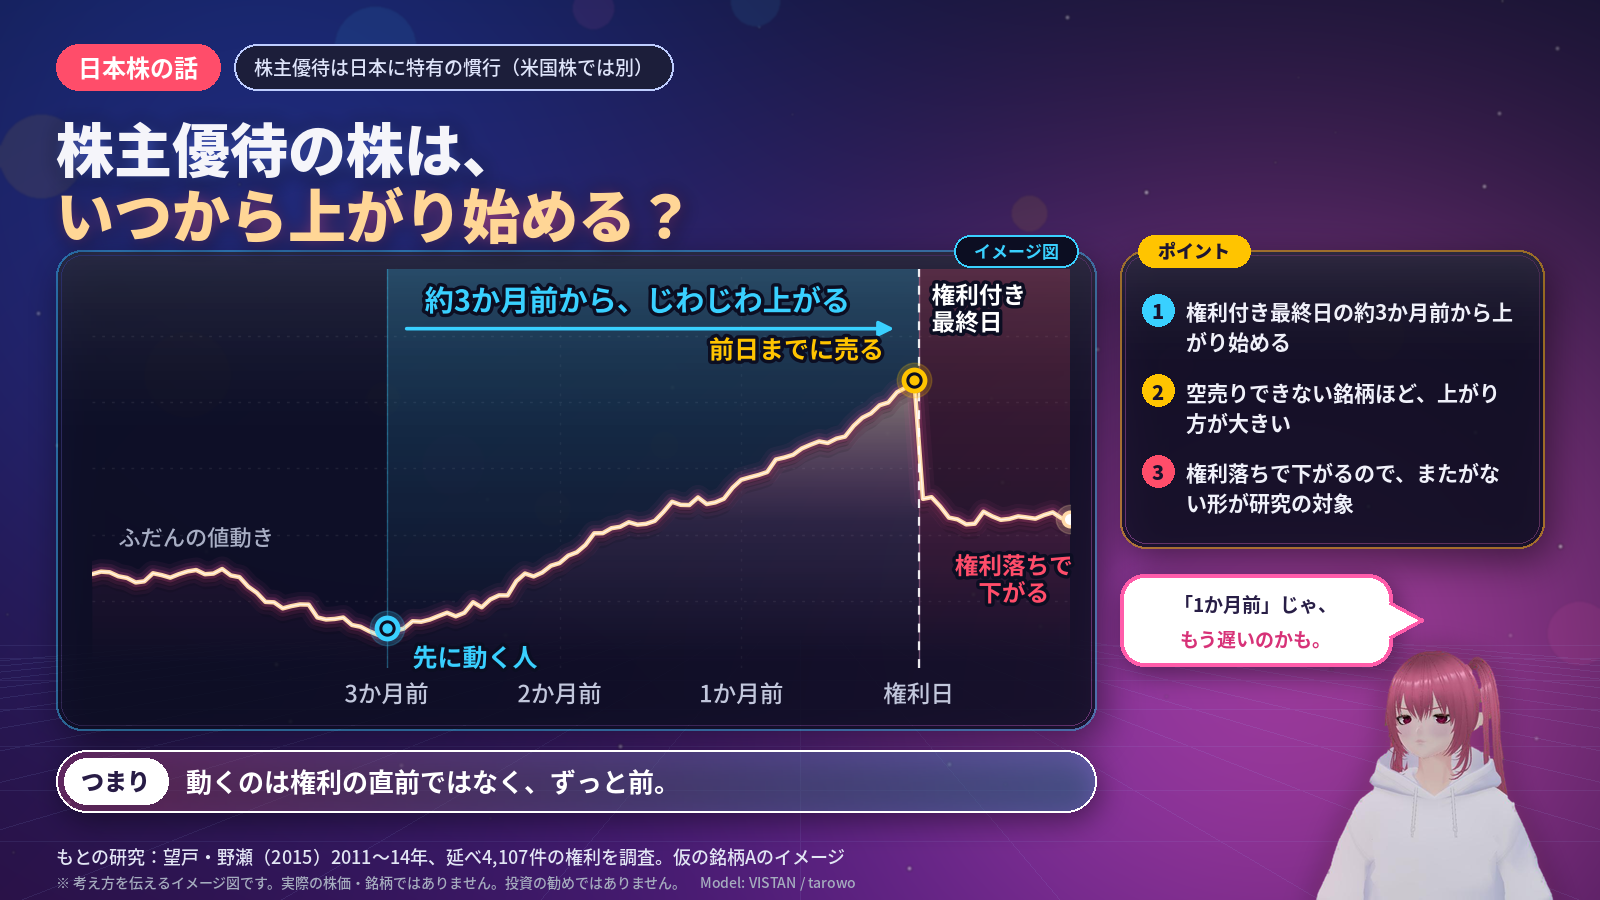 日本株の話
株主優待は日本に特有の慣行（米国株では別）
株主優待の株は、
いつから上がり始める？
イメージ図
約3か月前から、じわじわ上がる
前日までに売る
権利付き
最終日
ふだんの値動き
先に動く人
権利落ちで
下がる
3か月前
2か月前
1か月前
権利日
ポイント
1 権利付き最終日の約3か月前から上
がり始める
2 空売りできない銘柄ほど、上がり
方が大きい
3 権利落ちで下がるので、またがな
い形が研究の対象
「1か月前」じゃ、
もう遅いのかも。
つまり 動くのは権利の直前ではなく、ずっと前。
もとの研究：望戸・野瀬（2015）2011〜14年、延べ4,107件の権利を調査。仮の銘柄Aのイメージ
※ 考え方を伝えるイメージ図です。実際の株価・銘柄ではありません。投資の勧めではありません。 Model: VISTAN / tarowo